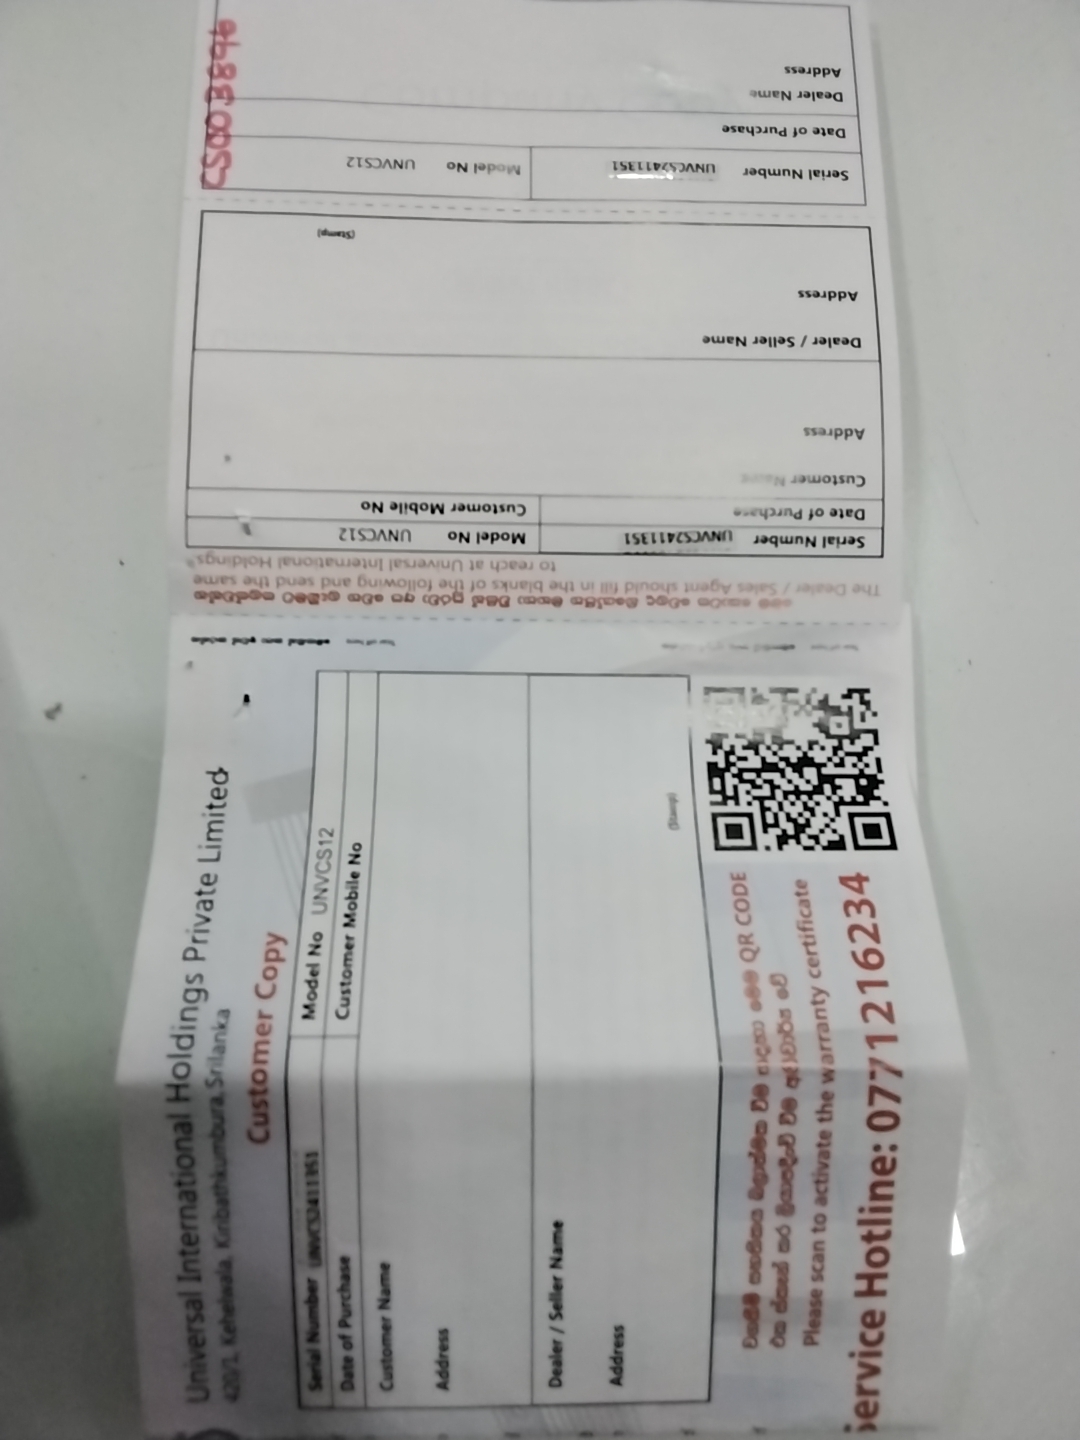 CS003896
Serial Number UNVCS2411351 Model No UNVCS12
Date of Purchase
Dealer Name
Address
The Dealer / Sales Agent should fill in the blanks of the following and send the same
to reach at Universal International Holdings
Serial Number UNVCS2411351 Model No UNVCS12
Date of Purchase Customer Mobile No
Customer Name
Address
Dealer / Seller Name
Address
(Stamp)
Universal International Holdings Private Limited
420/1, Kehelwala, Kiribathkumbura, Srilanka
Customer Copy
Serial Number UNVCS2411351 Model No UNVCS12
Date of Purchase Customer Mobile No
Customer Name
Address
Dealer / Seller Name
Address
(Stamp)
QR CODE
Please scan to activate the warranty certificate
Service Hotline: 0771216234